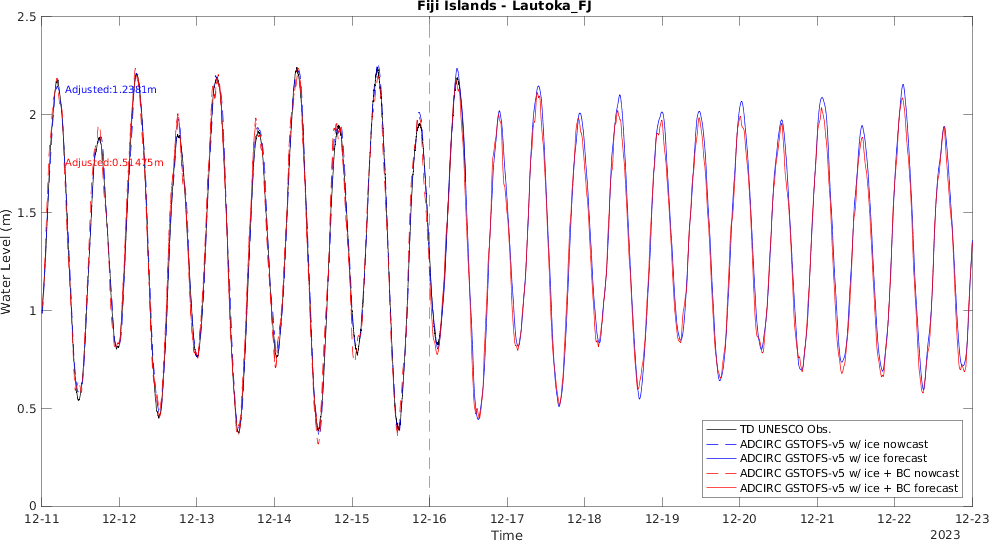 Fiji Islands - Lautoka_FJ
2.5
2
1.5
1
0.5
0
Water Level (m)
Adjusted:1.2381m
Adjusted:0.51475m
TD UNESCO Obs.
ADCIRC GSTOFS-v5 w/ ice nowcast
ADCIRC GSTOFS-v5 w/ ice forecast
ADCIRC GSTOFS-v5 w/ ice + BC nowcast
ADCIRC GSTOFS-v5 w/ ice + BC forecast
12-11 12-12 12-13 12-14 12-15 12-16 12-17 12-18 12-19 12-20 12-21 12-22 12-23
Time
2023